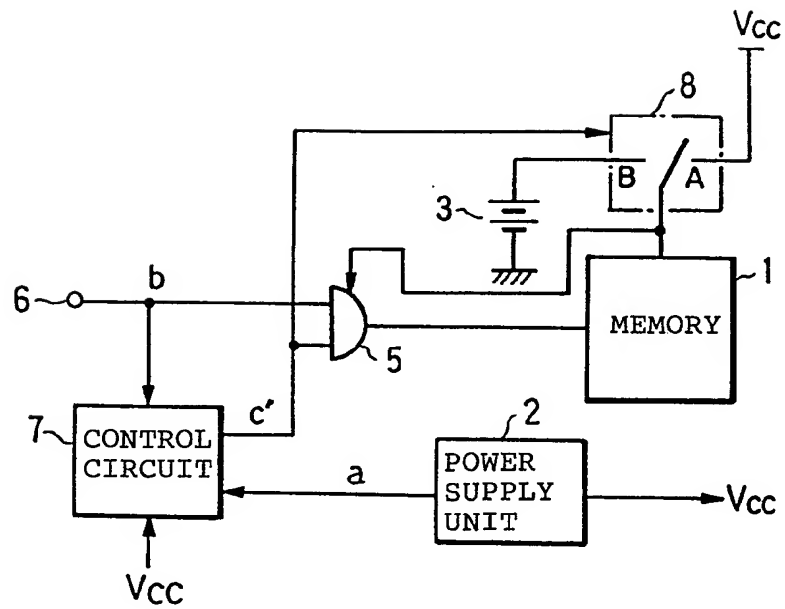 VCC
8
B
A
3
b
6
1
MEMORY
5
c′
2
7
CONTROL
CIRCUIT
POWER
SUPPLY
UNIT
a
VCC
VCC